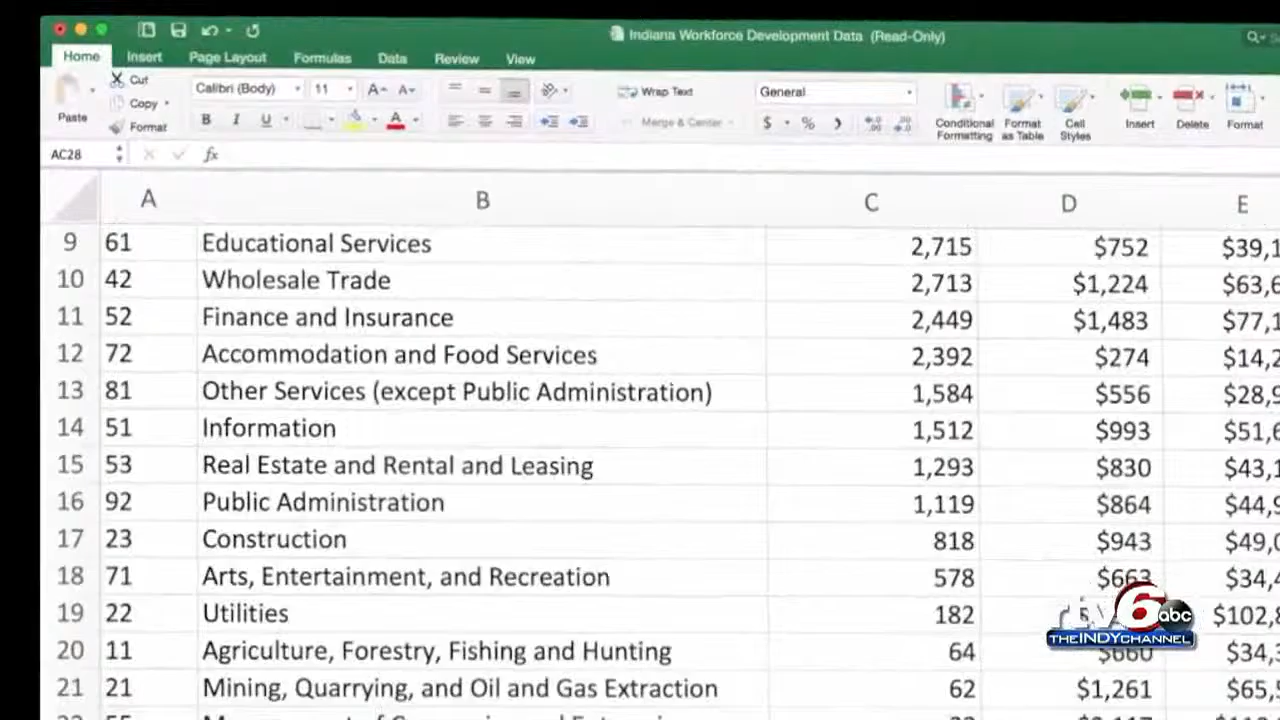 Indiana Workforce Development Data (Read-Only)
Home Insert Page Layout Formulas Data Review View
Cut
Calibri (Body) 11 A A Wrap Text General
Copy
Paste Format B I U A Merge & Center $ % Conditional Formatting Format as Table Cell Styles Insert Delete Format
AC28 fx
A B C D E
9 61 Educational Services 2,715 $752
10 42 Wholesale Trade 2,713 $1,224
11 52 Finance and Insurance 2,449 $1,483
12 72 Accommodation and Food Services 2,392 $274
13 81 Other Services (except Public Administration) 1,584 $556
14 51 Information 1,512 $993
15 53 Real Estate and Rental and Leasing 1,293 $830
16 92 Public Administration 1,119 $864
17 23 Construction 818 $943
18 71 Arts, Entertainment, and Recreation 578 $663
19 22 Utilities 182
20 11 Agriculture, Forestry, Fishing and Hunting 64 $660
21 21 Mining, Quarrying, and Oil and Gas Extraction 62 $1,261
6 abc
THEINDYCHANNEL